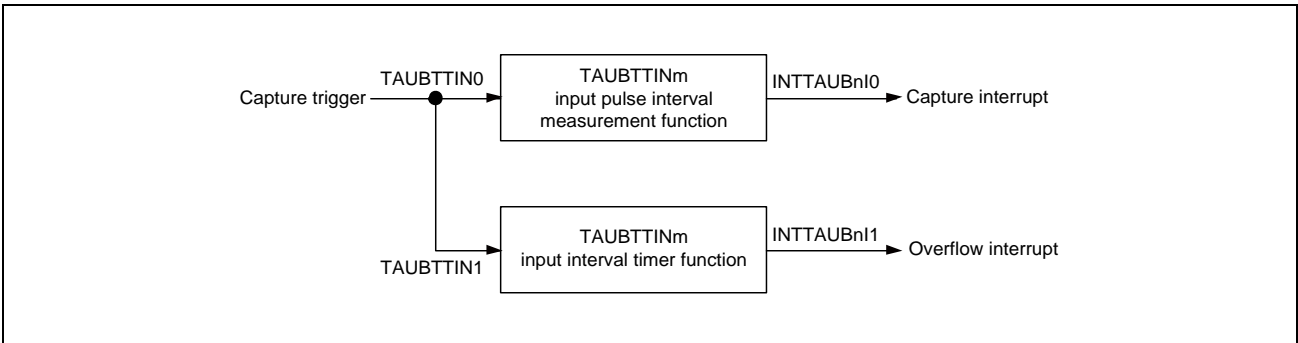 Capture trigger
TAUBTTIN0
TAUBTTINm
input pulse interval
measurement function
INTTAUBnI0
Capture interrupt
TAUBTTIN1
TAUBTTINm
input interval timer function
INTTAUBnI1
Overflow interrupt